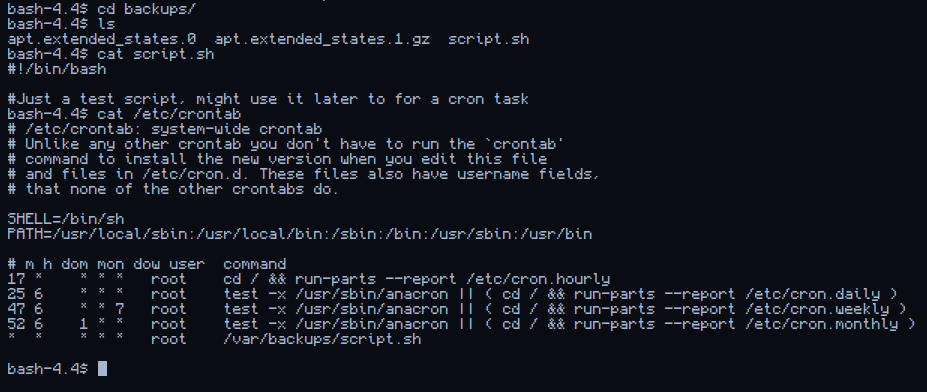 bash-4.4$ cd backups/
bash-4.4$ ls
apt.extended_states.0  apt.extended_states.1.gz  script.sh
bash-4.4$ cat script.sh
#!/bin/bash

#Just a test script, might use it later to for a cron task
bash-4.4$ cat /etc/crontab
# /etc/crontab: system-wide crontab
# Unlike any other crontab you don't have to run the `crontab'
# command to install the new version when you edit this file
# and files in /etc/cron.d. These files also have username fields,
# that none of the other crontabs do.

SHELL=/bin/sh
PATH=/usr/local/sbin:/usr/local/bin:/sbin:/bin:/usr/sbin:/usr/bin

# m h dom mon dow user  command
17 *    * * *   root    cd / && run-parts --report /etc/cron.hourly
25 6    * * *   root    test -x /usr/sbin/anacron || ( cd / && run-parts --report /etc/cron.daily )
47 6    * * 7   root    test -x /usr/sbin/anacron || ( cd / && run-parts --report /etc/cron.weekly )
52 6    1 * *   root    test -x /usr/sbin/anacron || ( cd / && run-parts --report /etc/cron.monthly )
*  *    * * *   root    /var/backups/script.sh

bash-4.4$